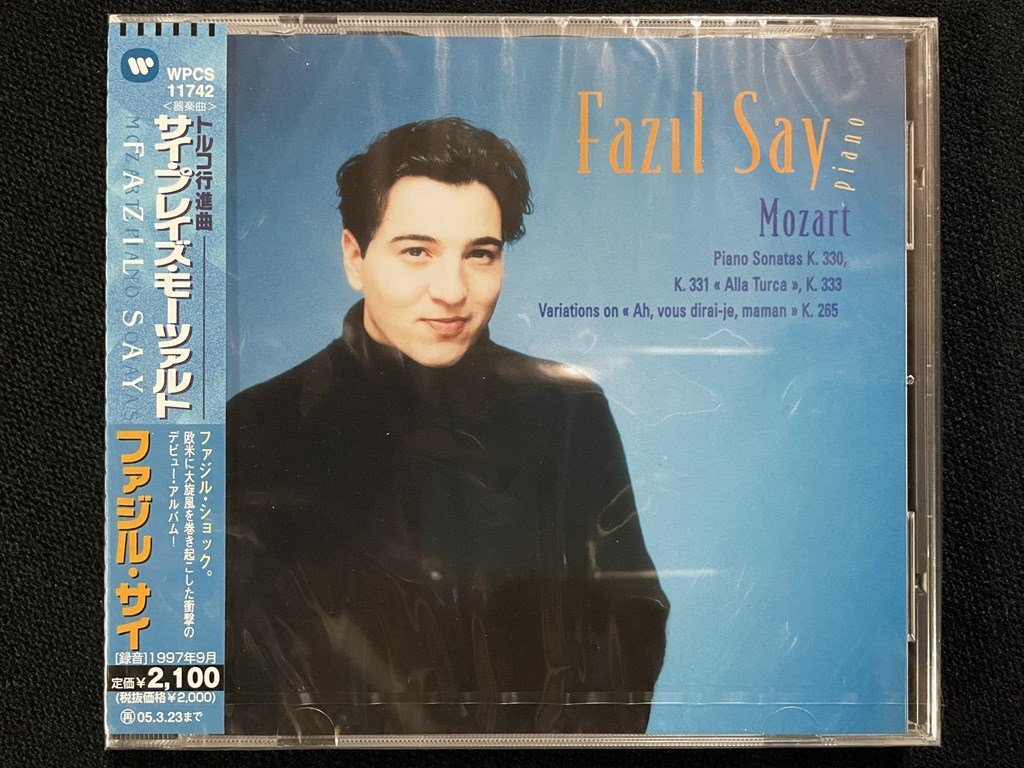 WPCS
11742
<器楽曲>
トルコ行進曲
サイ・プレイズ・モーツァルト
MOZART PIANO SONATAS
FAZIL SAY
ファジル・ショック。
欧米に大旋風を巻き起こした衝撃の
デビュー・アルバム!
ファジル・サイ
[録音]1997年9月
定価¥2,100
(税抜価格¥2,000)
再 05.3.23まで
Fazıl Say
piano
Mozart
Piano Sonatas K. 330,
K. 331 « Alla Turca », K. 333
Variations on « Ah, vous dirai-je, maman » K. 265